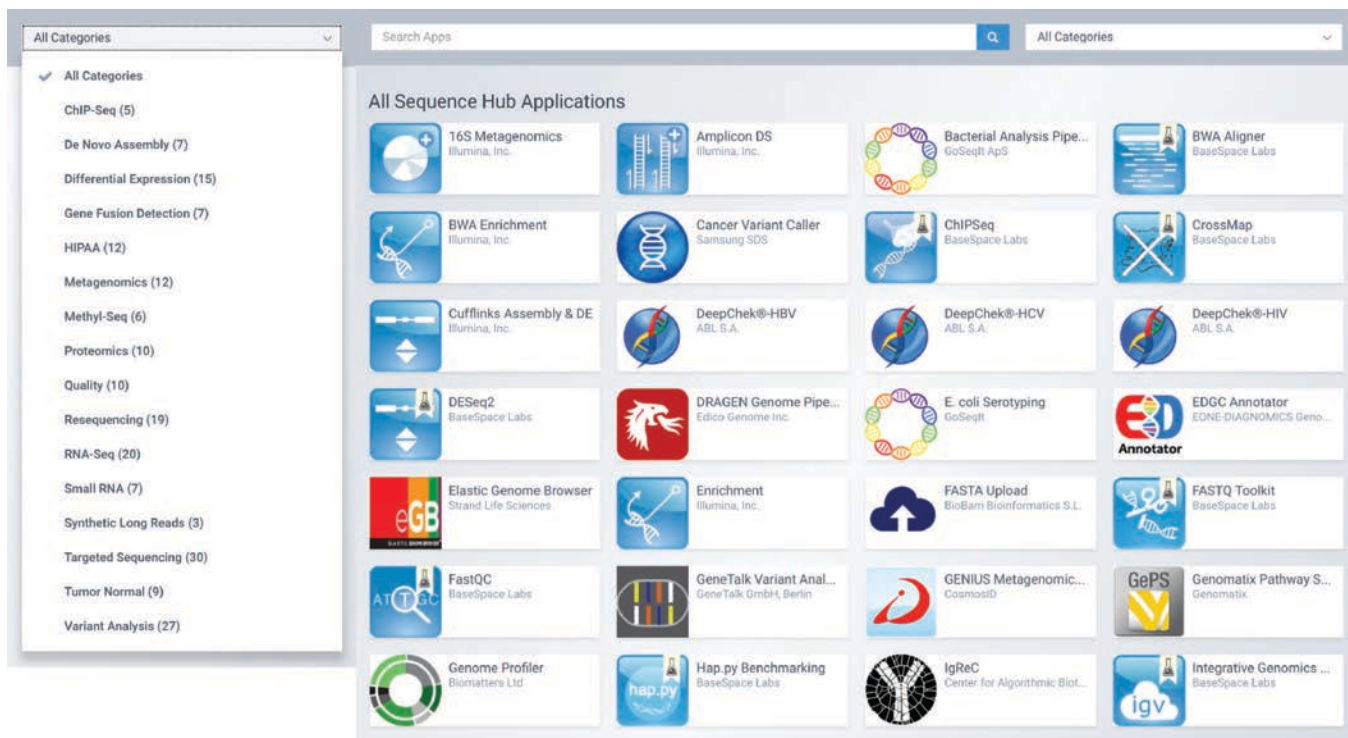 All Categories
Search Apps
All Categories
All Categories
ChIP-Seq (5)
De Novo Assembly (7)
Differential Expression (15)
Gene Fusion Detection (7)
HIPAA (12)
Metagenomics (12)
Methyl-Seq (6)
Proteomics (10)
Quality (10)
Resequencing (19)
RNA-Seq (20)
Small RNA (7)
Synthetic Long Reads (3)
Targeted Sequencing (30)
Tumor Normal (9)
Variant Analysis (27)
All Sequence Hub Applications
16S Metagenomics
Illumina, Inc.
Amplicon DS
Illumina, Inc.
Bacterial Analysis Pipe...
GoSeqIt ApS
BWA Aligner
BaseSpace Labs
BWA Enrichment
Illumina, Inc.
Cancer Variant Caller
Samsung SDS
ChIPSeq
BaseSpace Labs
CrossMap
BaseSpace Labs
Cufflinks Assembly & DE
Illumina, Inc.
DeepChek®-HBV
ABL S.A.
DeepChek®-HCV
ABL S.A.
DeepChek®-HIV
ABL S.A.
DESeq2
BaseSpace Labs
DRAGEN Genome Pipe...
Edico Genome Inc.
E. coli Serotyping
GoSeqIt
ED
Annotator
EDGC Annotator
EONE-DIAGNOMICS Geno...
eGB
Elastic Genome Browser
Strand Life Sciences
Enrichment
Illumina, Inc.
FASTA Upload
BioBam Bioinformatics S.L.
FASTQ Toolkit
BaseSpace Labs
AT T GC
FastQC
BaseSpace Labs
GeneTalk Variant Anal...
GeneTalk GmbH, Berlin
GENIUS Metagenomic...
CosmosID
GePS
Genomatix Pathway S...
Genomatix
Genome Profiler
Biomatters Ltd
hap.py
Hap.py Benchmarking
BaseSpace Labs
IgReC
Center for Algorithmic Biot...
igv
Integrative Genomics ...
BaseSpace Labs